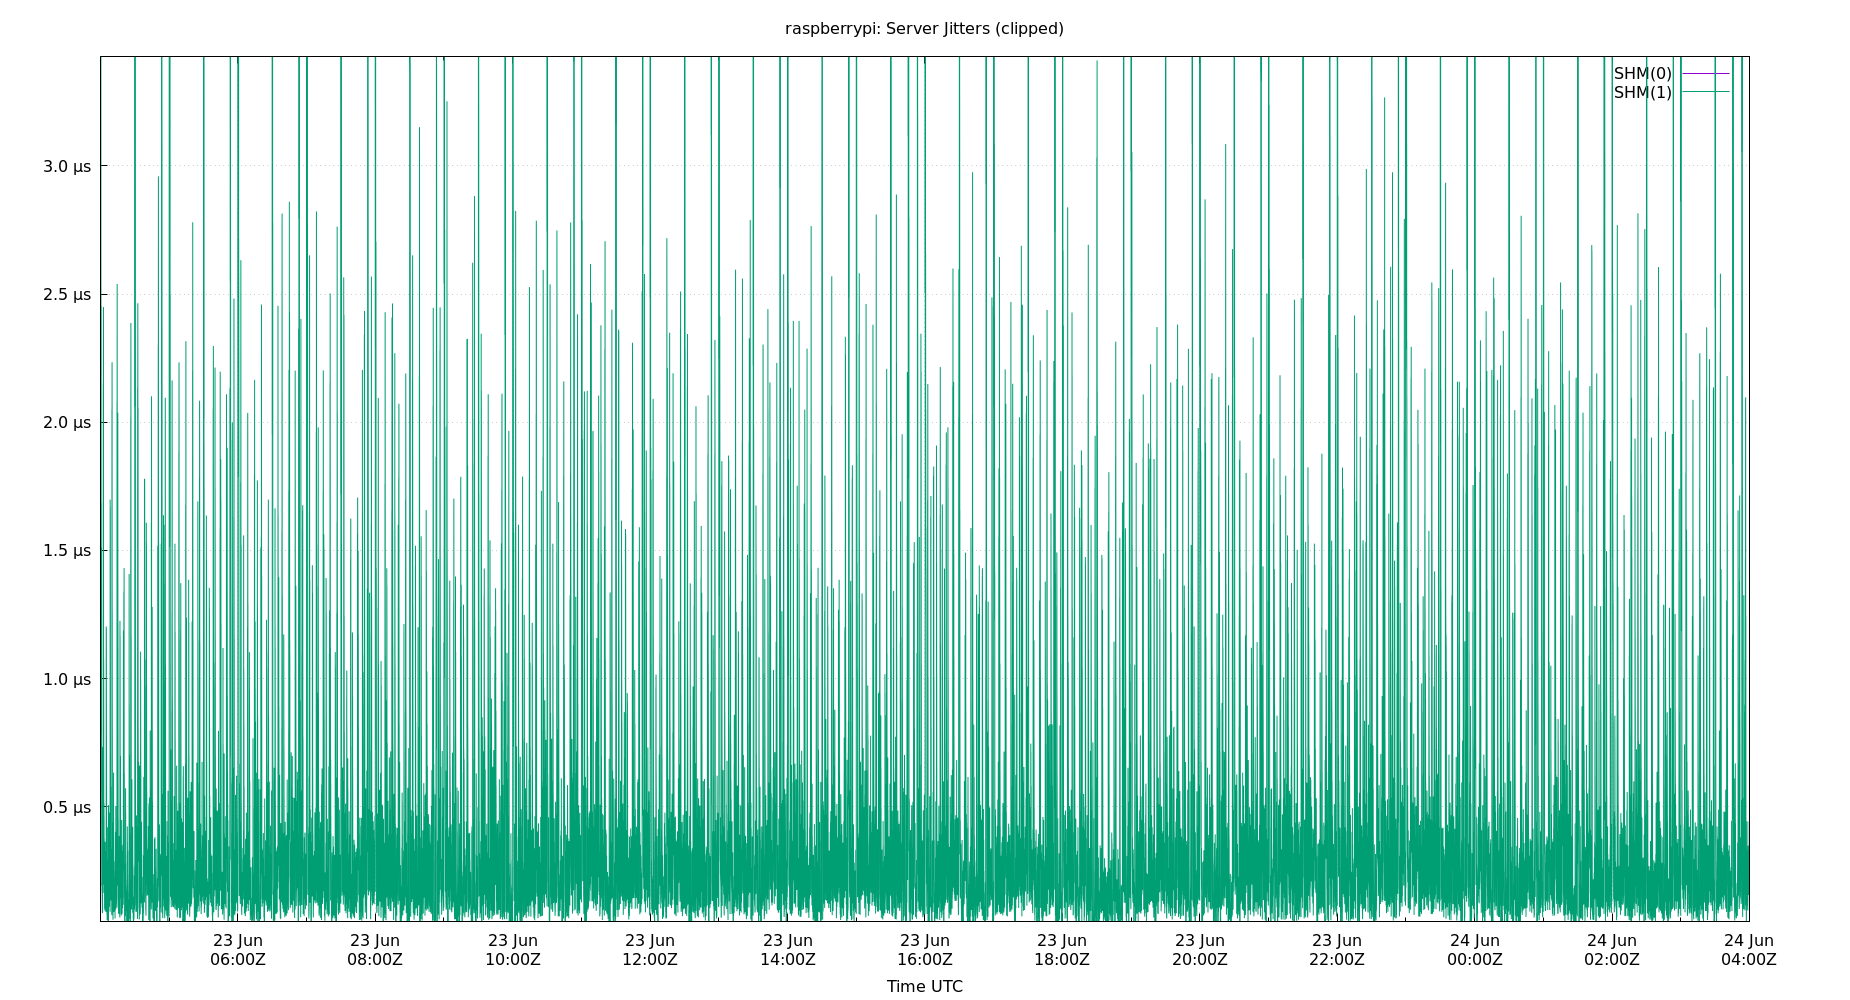 raspberrypi: Server Jitters (clipped)
SHM(0)
SHM(1)
3.0 µs
2.5 µs
2.0 µs
1.5 µs
1.0 µs
0.5 µs
23 Jun 23 Jun 23 Jun 23 Jun 23 Jun 23 Jun 23 Jun 23 Jun 23 Jun 24 Jun 24 Jun 24 Jun
06:00Z 08:00Z 10:00Z 12:00Z 14:00Z 16:00Z 18:00Z 20:00Z 22:00Z 00:00Z 02:00Z 04:00Z
Time UTC